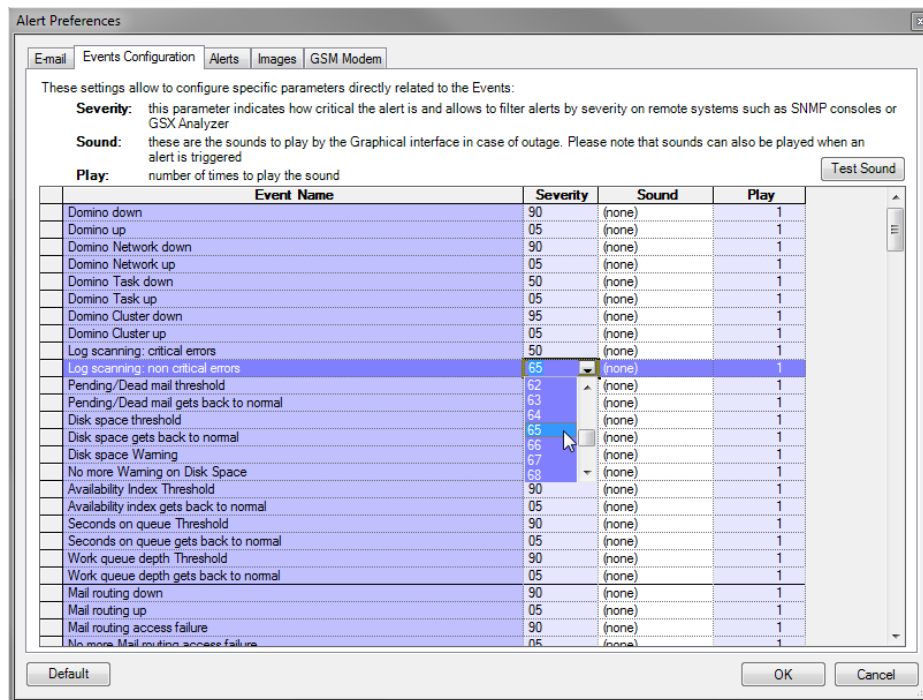 Alert Preferences
E-mail Events Configuration Alerts Images GSM Modem
These settings allow to configure specific parameters directly related to the Events:
Severity: this parameter indicates how critical the alert is and allows to filter alerts by severity on remote systems such as SNMP consoles or
GSX Analyzer
Sound: these are the sounds to play by the Graphical interface in case of outage. Please note that sounds can also be played when an
alert is triggered
Play: number of times to play the sound
Test Sound
Event Name Severity Sound Play
Domino down 90 (none) 1
Domino up 05 (none) 1
Domino Network down 90 (none) 1
Domino Network up 05 (none) 1
Domino Task down 50 (none) 1
Domino Task up 05 (none) 1
Domino Cluster down 95 (none) 1
Domino Cluster up 05 (none) 1
Log scanning: critical errors 50 (none) 1
Log scanning: non critical errors 65 (none) 1
Pending/Dead mail threshold 62 (none) 1
Pending/Dead mail gets back to normal 63 (none) 1
Disk space threshold 64 (none) 1
Disk space gets back to normal 65 (none) 1
Disk space Warning 66 (none) 1
No more Warning on Disk Space 67 (none) 1
68
Availability Index Threshold 90 (none) 1
Availability index gets back to normal 05 (none) 1
Seconds on queue Threshold 90 (none) 1
Seconds on queue gets back to normal 05 (none) 1
Work queue depth Threshold 90 (none) 1
Work queue depth gets back to normal 05 (none) 1
Mail routing down 90 (none) 1
Mail routing up 05 (none) 1
Mail routing access failure 90 (none) 1
No more Mail routing access failure 05 (none) 1
Default OK Cancel